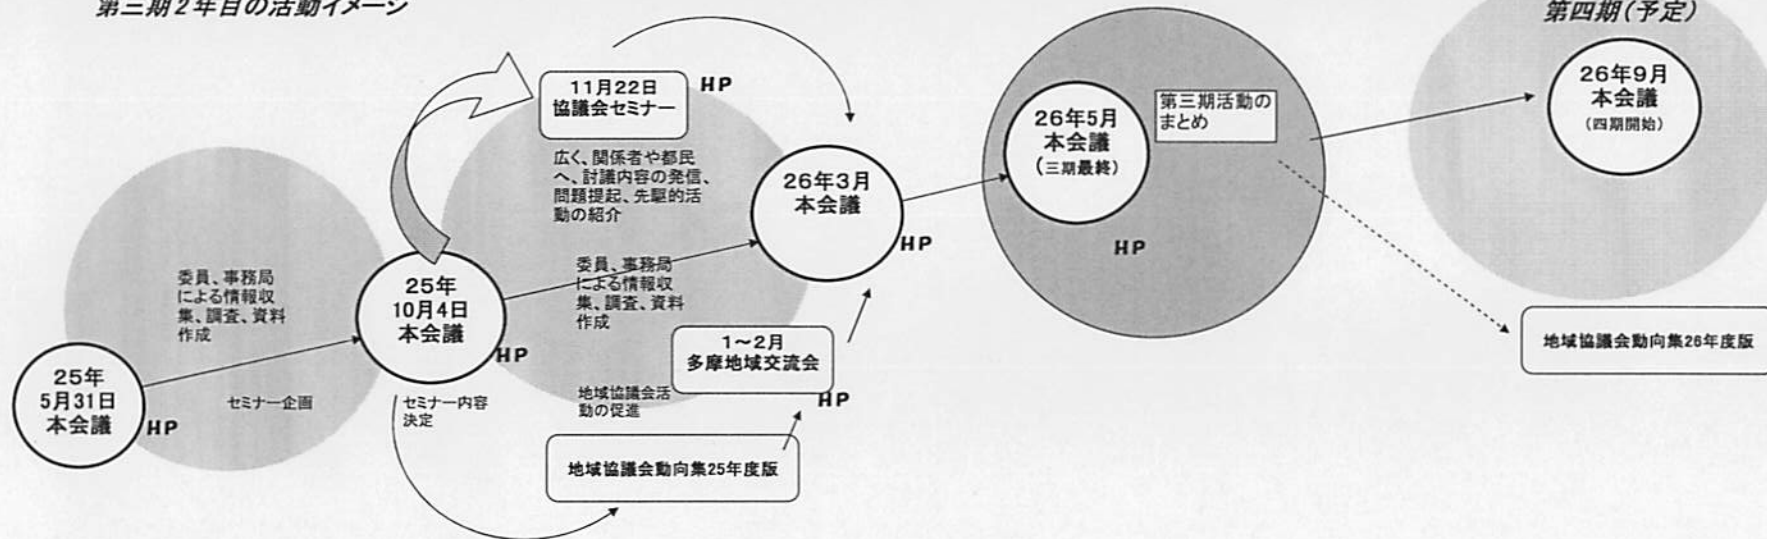 第三期2年目の活動イメージ
第四期(予定)
11月22日
協議会セミナー
HP
広く、関係者や都民
へ、討議内容の発信、
問題提起、先駆的活
動の紹介
26年3月
本会議
HP
26年5月
本会議
(三期最終)
第三期活動の
まとめ
HP
26年9月
本会議
(四期開始)
委員、事務局
による情報収
集、調査、資料
作成
25年
10月4日
本会議
HP
委員、事務局
による情報収
集、調査、資料
作成
1~2月
多摩地域交流会
HP
地域協議会動向集26年度版
25年
5月31日
本会議
HP
セミナー企画
セミナー内容
決定
地域協議会活
動の促進
地域協議会動向集25年度版